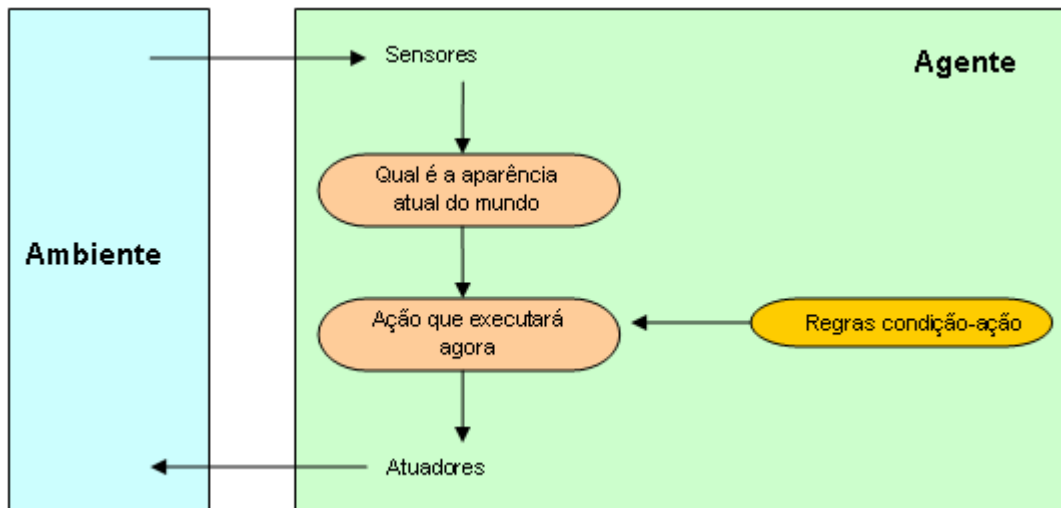 Sensores
Agente
Qual é a aparência
atual do mundo
Ambiente
Ação que executará
agora
Regras condição-ação
Atuadores